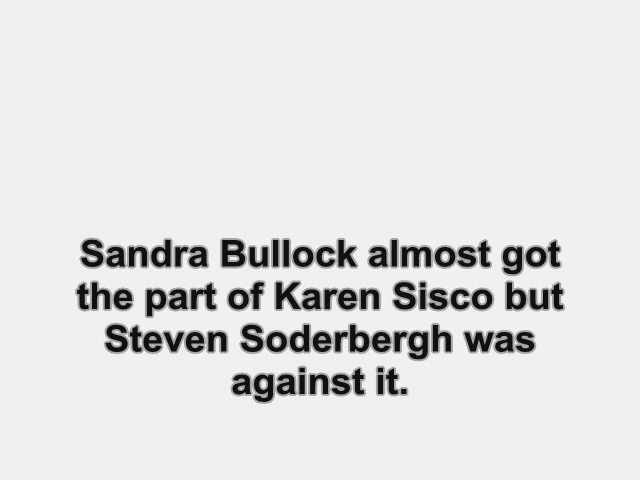 Sandra Bullock almost got
the part of Karen Sisco but
Steven Soderbergh was
against it.